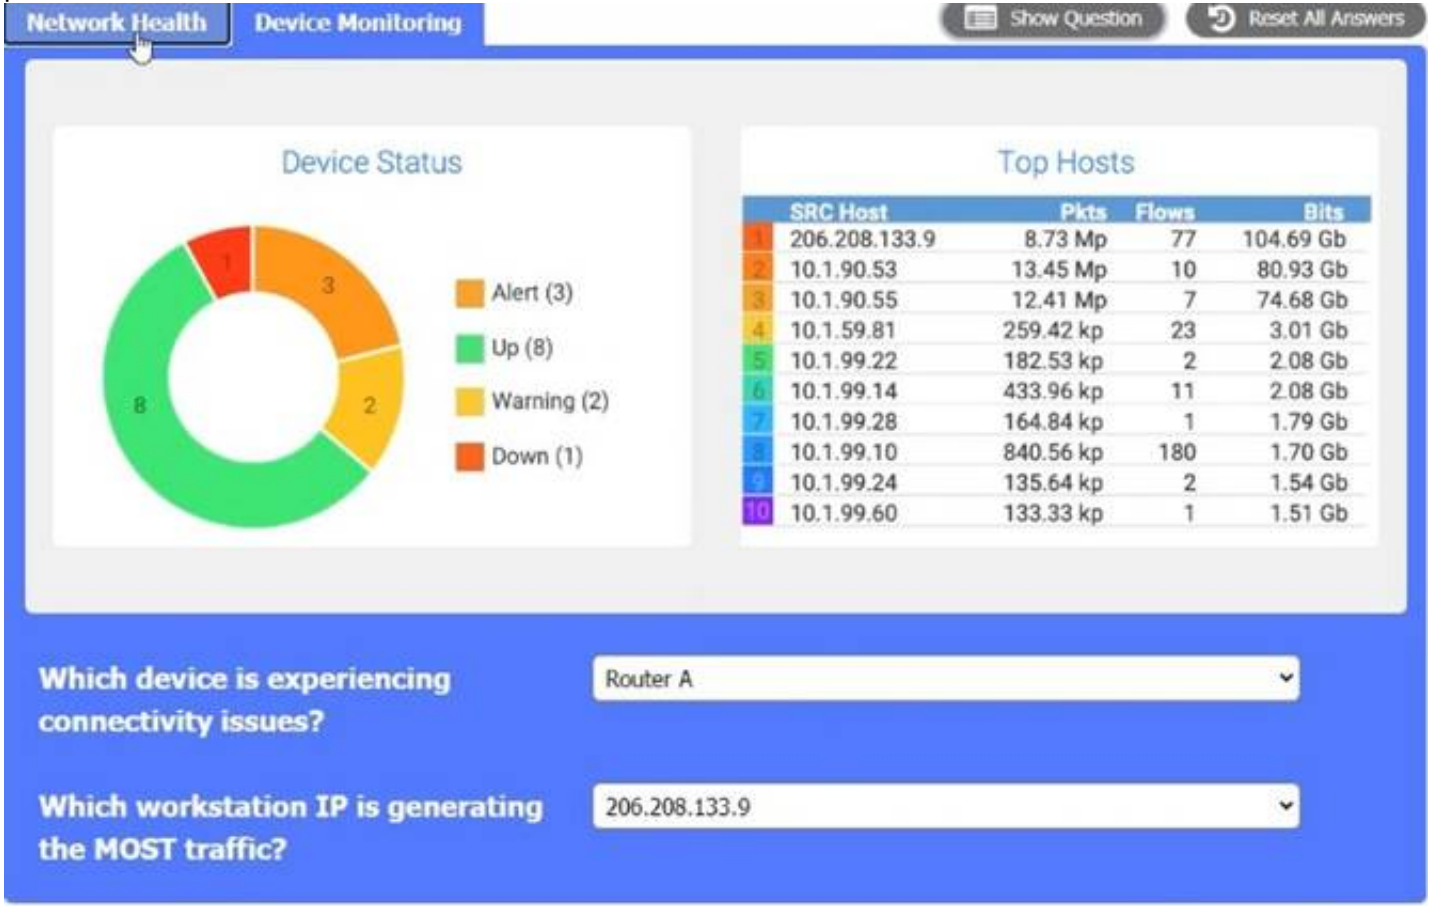 Network Health
Device Monitoring
Show Question
Reset All Answers
Device Status
1
3
8
2
Alert (3)
Up (8)
Warning (2)
Down (1)
Top Hosts
SRC Host Pkts Flows Bits
1 206.208.133.9 8.73 Mp 77 104.69 Gb
2 10.1.90.53 13.45 Mp 10 80.93 Gb
3 10.1.90.55 12.41 Mp 7 74.68 Gb
4 10.1.59.81 259.42 kp 23 3.01 Gb
5 10.1.99.22 182.53 kp 2 2.08 Gb
6 10.1.99.14 433.96 kp 11 2.08 Gb
7 10.1.99.28 164.84 kp 1 1.79 Gb
8 10.1.99.10 840.56 kp 180 1.70 Gb
9 10.1.99.24 135.64 kp 2 1.54 Gb
10 10.1.99.60 133.33 kp 1 1.51 Gb
Which device is experiencing
connectivity issues?
Router A
Which workstation IP is generating
the MOST traffic?
206.208.133.9